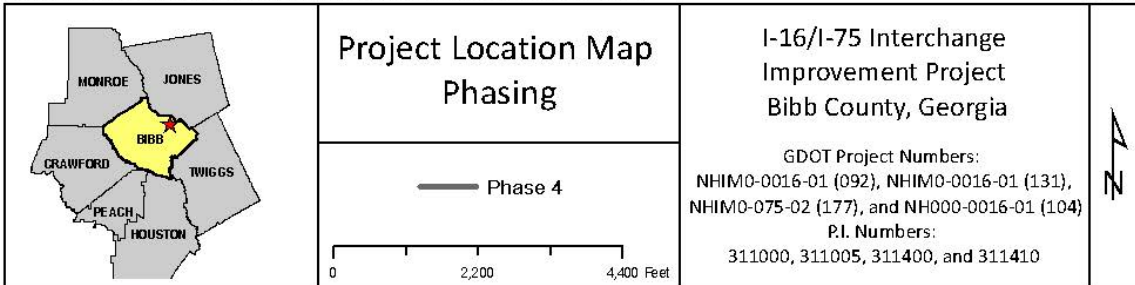 MONROE
JONES
BIBB
CRAWFORD
TWIGGS
PEACH
HOUSTON
Project Location Map
Phasing
Phase 4
0 2,200 4,400 Feet
I-16/I-75 Interchange
Improvement Project
Bibb County, Georgia
GDOT Project Numbers:
NHIM0-0016-01 (092), NHIM0-0016-01 (131),
NHIM0-075-02 (177), and NH000-0016-01 (104)
P.I. Numbers:
311000, 311005, 311400, and 311410
N